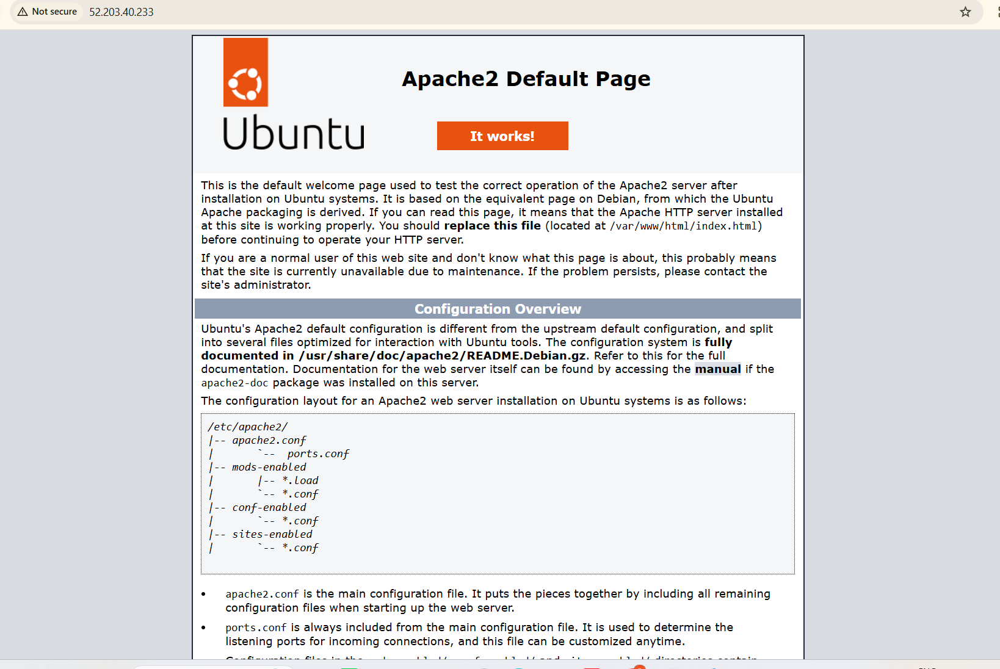 Not secure 52.203.40.233
Apache2 Default Page
Ubuntu
It works!
This is the default welcome page used to test the correct operation of the Apache2 server after
installation on Ubuntu systems. It is based on the equivalent page on Debian, from which the Ubuntu
Apache packaging is derived. If you can read this page, it means that the Apache HTTP server installed
at this site is working properly. You should replace this file (located at /var/www/html/index.html)
before continuing to operate your HTTP server.
If you are a normal user of this web site and don't know what this page is about, this probably means
that the site is currently unavailable due to maintenance. If the problem persists, please contact the
site's administrator.
Configuration Overview
Ubuntu's Apache2 default configuration is different from the upstream default configuration, and split
into several files optimized for interaction with Ubuntu tools. The configuration system is fully
documented in /usr/share/doc/apache2/README.Debian.gz. Refer to this for the full
documentation. Documentation for the web server itself can be found by accessing the manual if the
apache2-doc package was installed on this server.
The configuration layout for an Apache2 web server installation on Ubuntu systems is as follows:
/etc/apache2/
|-- apache2.conf
|       `--  ports.conf
|-- mods-enabled
|       |-- *.load
|       `-- *.conf
|-- conf-enabled
|       `-- *.conf
|-- sites-enabled
|       `-- *.conf
• apache2.conf is the main configuration file. It puts the pieces together by including all remaining
configuration files when starting up the web server.
• ports.conf is always included from the main configuration file. It is used to determine the
listening ports for incoming connections, and this file can be customized anytime.